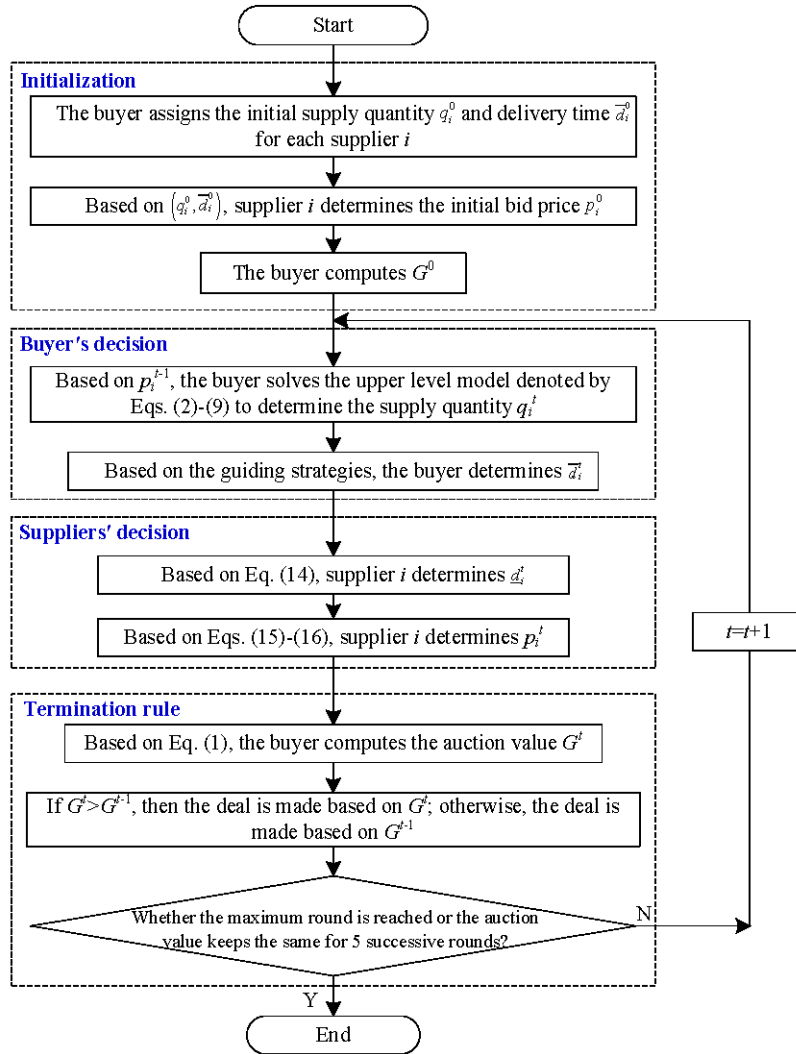 Start
Initialization
The buyer assigns the initial supply quantity q_i^0 and delivery time d̅_i^0
for each supplier i
Based on (q_i^0, d̅_i^0), supplier i determines the initial bid price p_i^0
The buyer computes G^0
Buyer's decision
Based on p_i^{t-1}, the buyer solves the upper level model denoted by
Eqs. (2)-(9) to determine the supply quantity q_i^t
Based on the guiding strategies, the buyer determines d̅_i^t
Suppliers' decision
Based on Eq. (14), supplier i determines d̲_i^t
Based on Eqs. (15)-(16), supplier i determines p_i^t
t=t+1
Termination rule
Based on Eq. (1), the buyer computes the auction value G^t
If G^t>G^{t-1}, then the deal is made based on G^t; otherwise, the deal is
made based on G^{t-1}
Whether the maximum round is reached or the auction
value keeps the same for 5 successive rounds?
N
Y
End